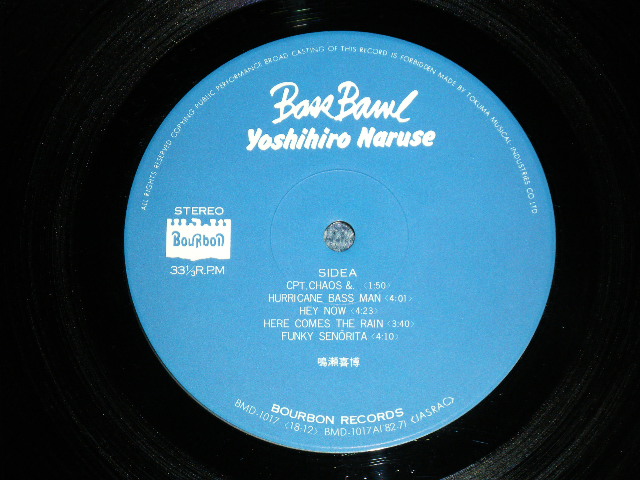 ALL RIGHTS RESERVED COPYING PUBLIC PERFORMANCE BROAD CASTING OF THIS RECORD IS FORBIDDEN MADE BY TOKUMA MUSICAL INDUSTRIES CO. LTD.
Bass Bawl
Yoshihiro Naruse
STEREO
Bourbon
33⅓R.P.M
SIDE A
CPT, CHAOS &. 〈1:50〉
HURRICANE BASS MAN 〈4:01〉
HEY NOW 〈4:23〉
HERE COMES THE RAIN 〈3:40〉
FUNKY SENŌRITA 〈4:10〉
鳴瀬喜博
BOURBON RECORDS
BMD-1017 〈18-12〉 BMD-1017A(’82-7) 〈JASRAC〉